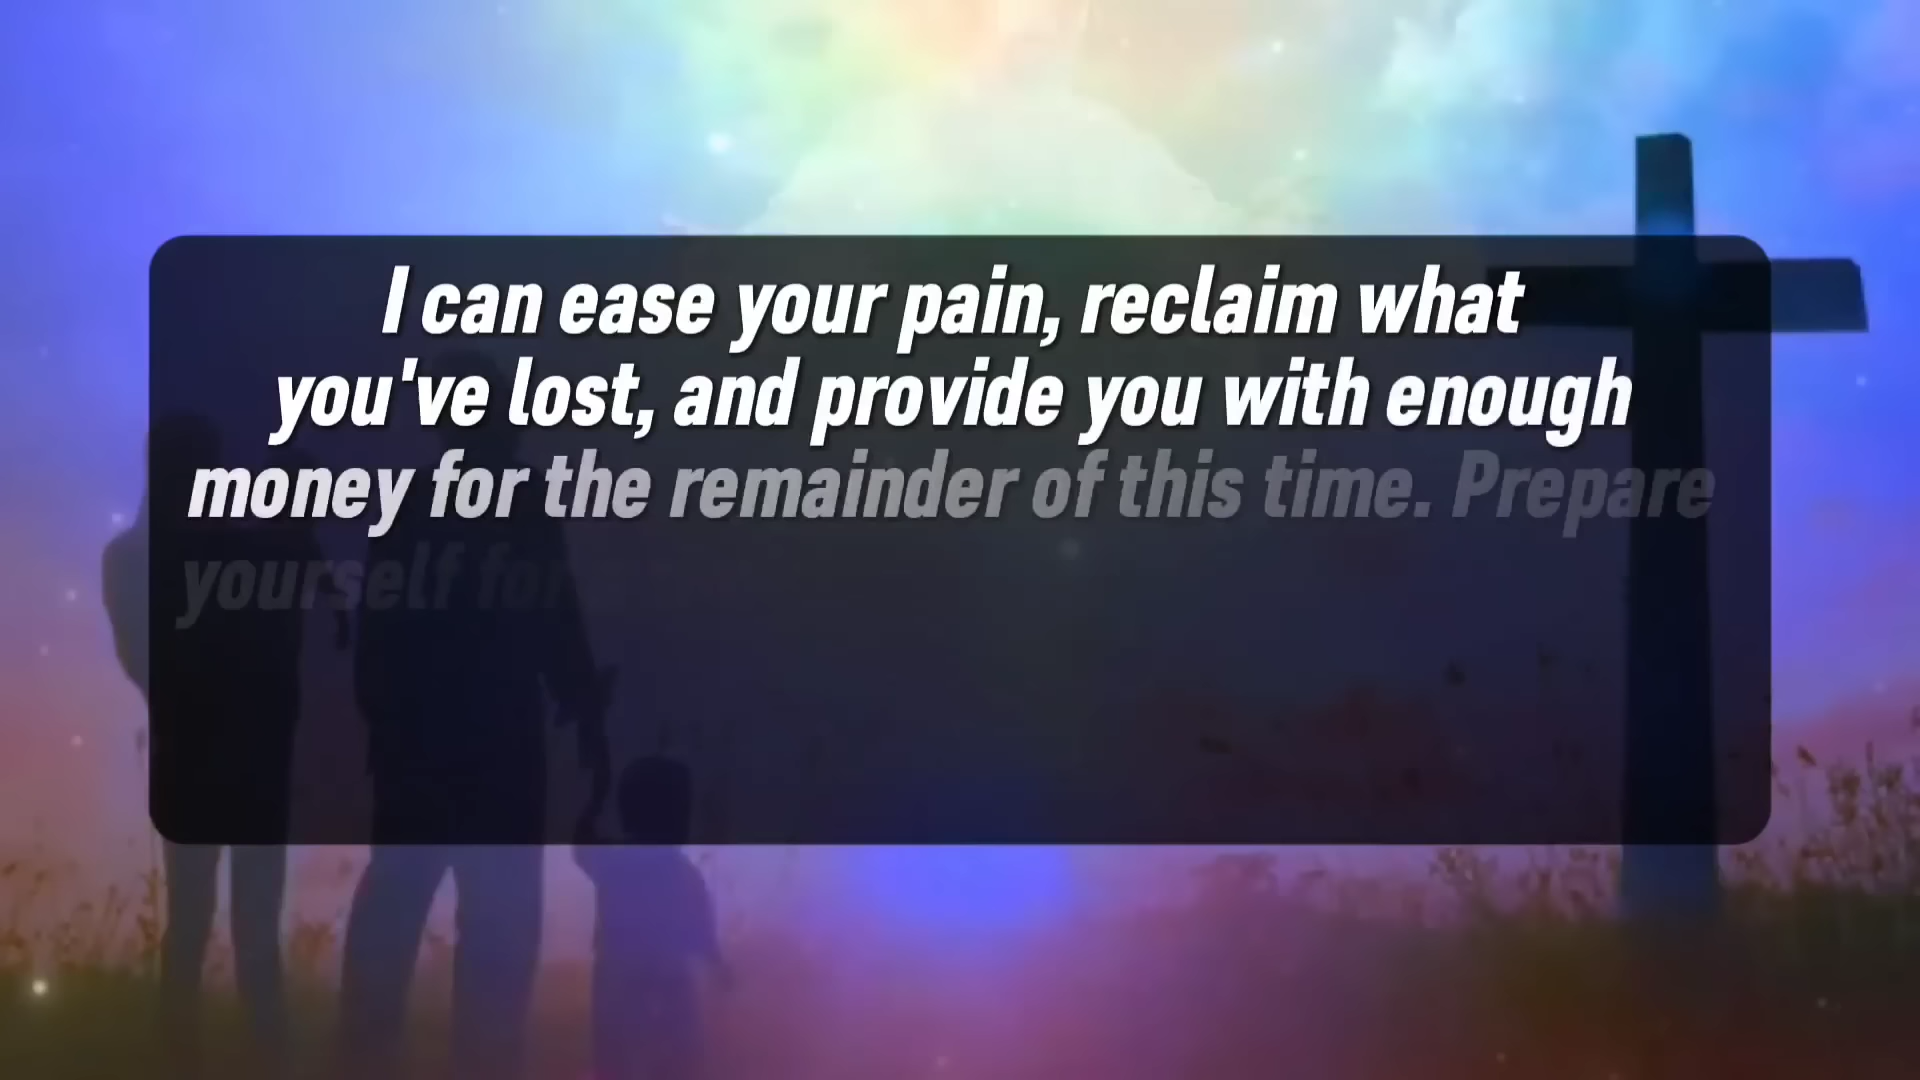 I can ease your pain, reclaim what
you've lost, and provide you with enough
money for the remainder of this time. Prepare
yourself for